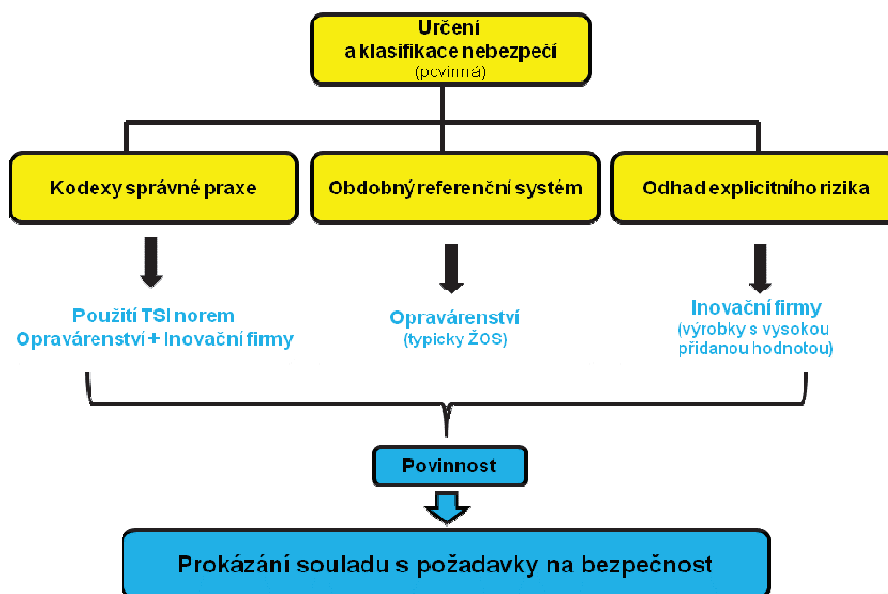 Určení
a klasifikace nebezpečí
(povinná)
Kodexy správné praxe
Obdobný referenční systém
Odhad explicitního rizika
Použití TSI norem
Opravárenství + Inovační firmy
Opravárenství
(typicky ŽOS)
Inovační firmy
(výrobky s vysokou
přidanou hodnotou)
Povinnost
Prokázání souladu s požadavky na bezpečnost